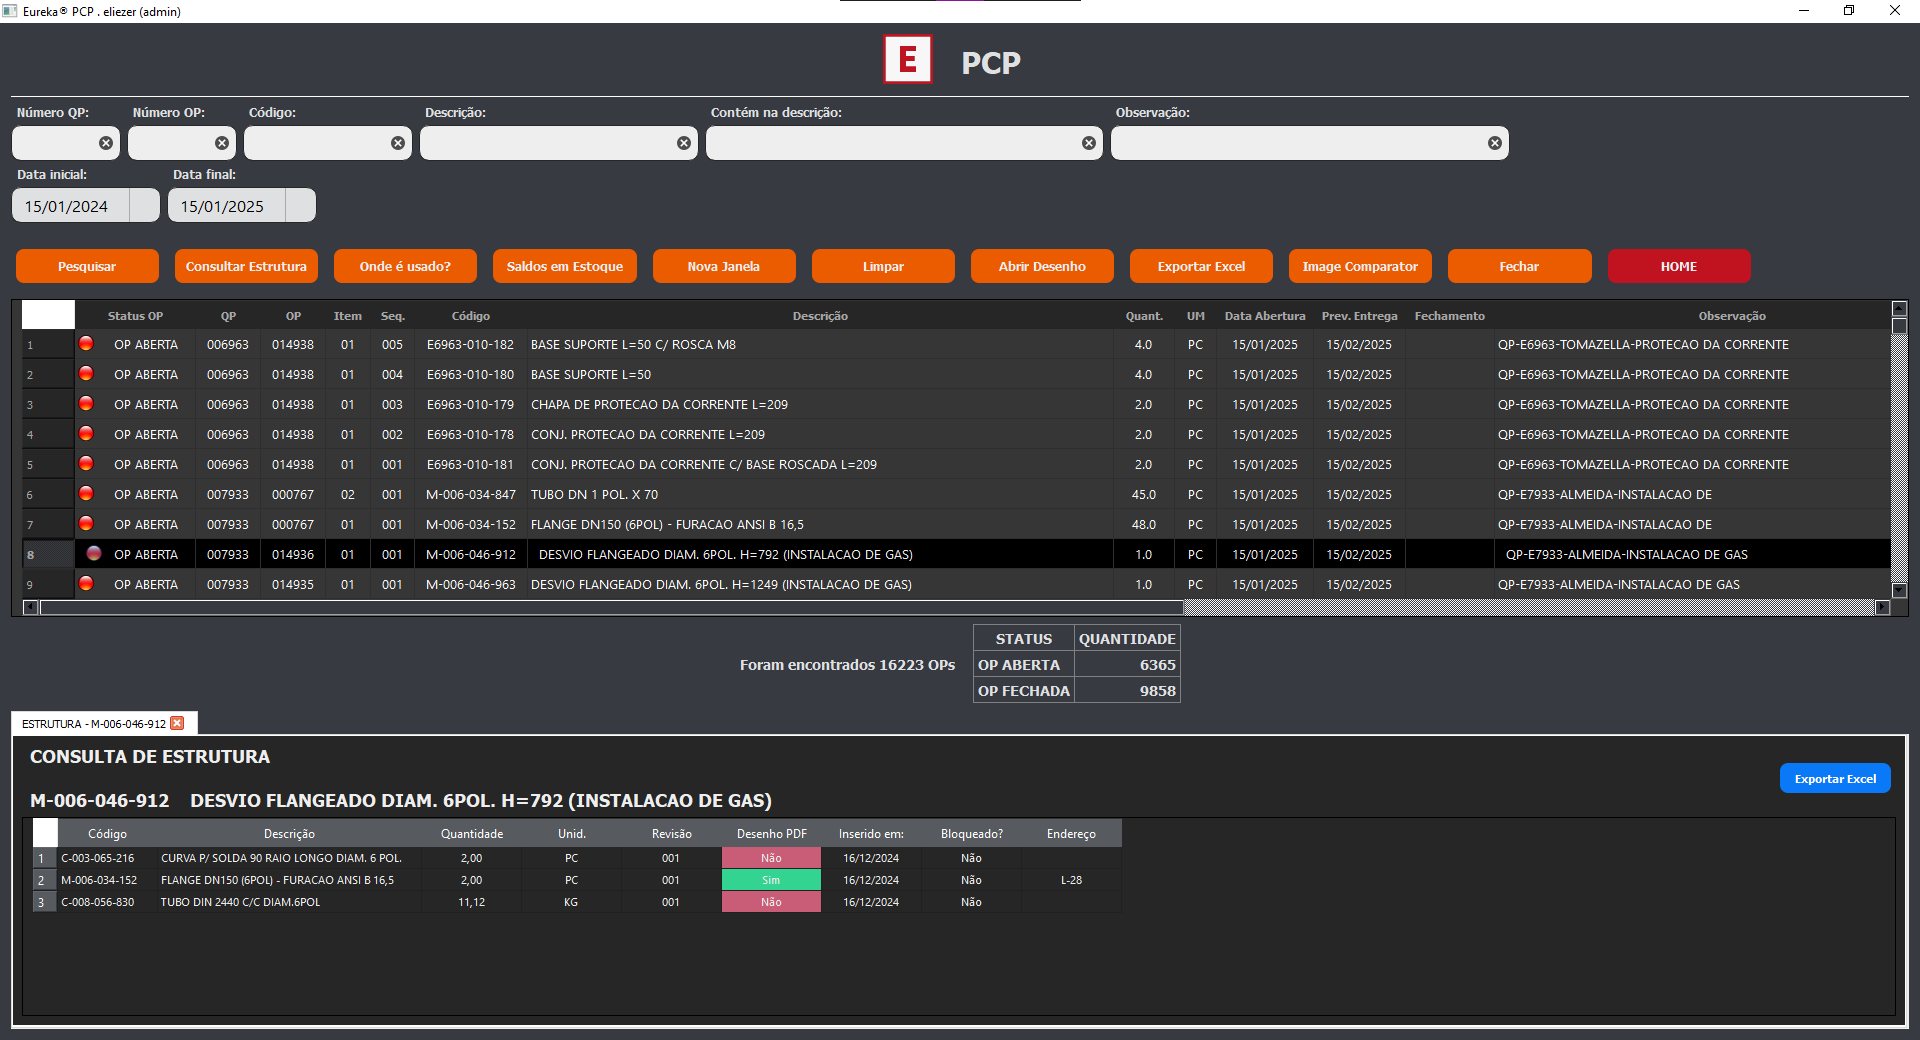 Eureka® PCP . eliezer (admin)
E PCP
Número QP: Número OP: Código: Descrição: Contém na descrição: Observação:
Data inicial: Data final:
15/01/2024 15/01/2025
Pesquisar Consultar Estrutura Onde é usado? Saldos em Estoque Nova Janela Limpar Abrir Desenho Exportar Excel Image Comparator Fechar HOME
Status OP QP OP Item Seq. Código Descrição Quant. UM Data Abertura Prev. Entrega Fechamento Observação
1 OP ABERTA 006963 014938 01 005 E6963-010-182 BASE SUPORTE L=50 C/ ROSCA M8 4.0 PC 15/01/2025 15/02/2025 QP-E6963-TOMAZELLA-PROTECAO DA CORRENTE
2 OP ABERTA 006963 014938 01 004 E6963-010-180 BASE SUPORTE L=50 4.0 PC 15/01/2025 15/02/2025 QP-E6963-TOMAZELLA-PROTECAO DA CORRENTE
3 OP ABERTA 006963 014938 01 003 E6963-010-179 CHAPA DE PROTECAO DA CORRENTE L=209 2.0 PC 15/01/2025 15/02/2025 QP-E6963-TOMAZELLA-PROTECAO DA CORRENTE
4 OP ABERTA 006963 014938 01 002 E6963-010-178 CONJ. PROTECAO DA CORRENTE L=209 2.0 PC 15/01/2025 15/02/2025 QP-E6963-TOMAZELLA-PROTECAO DA CORRENTE
5 OP ABERTA 006963 014938 01 001 E6963-010-181 CONJ. PROTECAO DA CORRENTE C/ BASE ROSCADA L=209 2.0 PC 15/01/2025 15/02/2025 QP-E6963-TOMAZELLA-PROTECAO DA CORRENTE
6 OP ABERTA 007933 000767 02 001 M-006-034-847 TUBO DN 1 POL. X 70 45.0 PC 15/01/2025 15/02/2025 QP-E7933-ALMEIDA-INSTALACAO DE
7 OP ABERTA 007933 000767 01 001 M-006-034-152 FLANGE DN150 (6POL) - FURACAO ANSI B 16,5 48.0 PC 15/01/2025 15/02/2025 QP-E7933-ALMEIDA-INSTALACAO DE
8 OP ABERTA 007933 014936 01 001 M-006-046-912 DESVIO FLANGEADO DIAM. 6POL. H=792 (INSTALACAO DE GAS) 1.0 PC 15/01/2025 15/02/2025 QP-E7933-ALMEIDA-INSTALACAO DE GAS
9 OP ABERTA 007933 014935 01 001 M-006-046-963 DESVIO FLANGEADO DIAM. 6POL. H=1249 (INSTALACAO DE GAS) 1.0 PC 15/01/2025 15/02/2025 QP-E7933-ALMEIDA-INSTALACAO DE GAS
Foram encontrados 16223 OPs
STATUS QUANTIDADE
OP ABERTA 6365
OP FECHADA 9858
ESTRUTURA - M-006-046-912
CONSULTA DE ESTRUTURA
Exportar Excel
M-006-046-912 DESVIO FLANGEADO DIAM. 6POL. H=792 (INSTALACAO DE GAS)
Código Descrição Quantidade Unid. Revisão Desenho PDF Inserido em: Bloqueado? Endereço
1 C-003-065-216 CURVA P/ SOLDA 90 RAIO LONGO DIAM. 6 POL. 2,00 PC 001 Não 16/12/2024 Não
2 M-006-034-152 FLANGE DN150 (6POL) - FURACAO ANSI B 16,5 2,00 PC 001 Sim 16/12/2024 Não L-28
3 C-008-056-830 TUBO DIN 2440 C/C DIAM.6POL 11,12 KG 001 Não 16/12/2024 Não